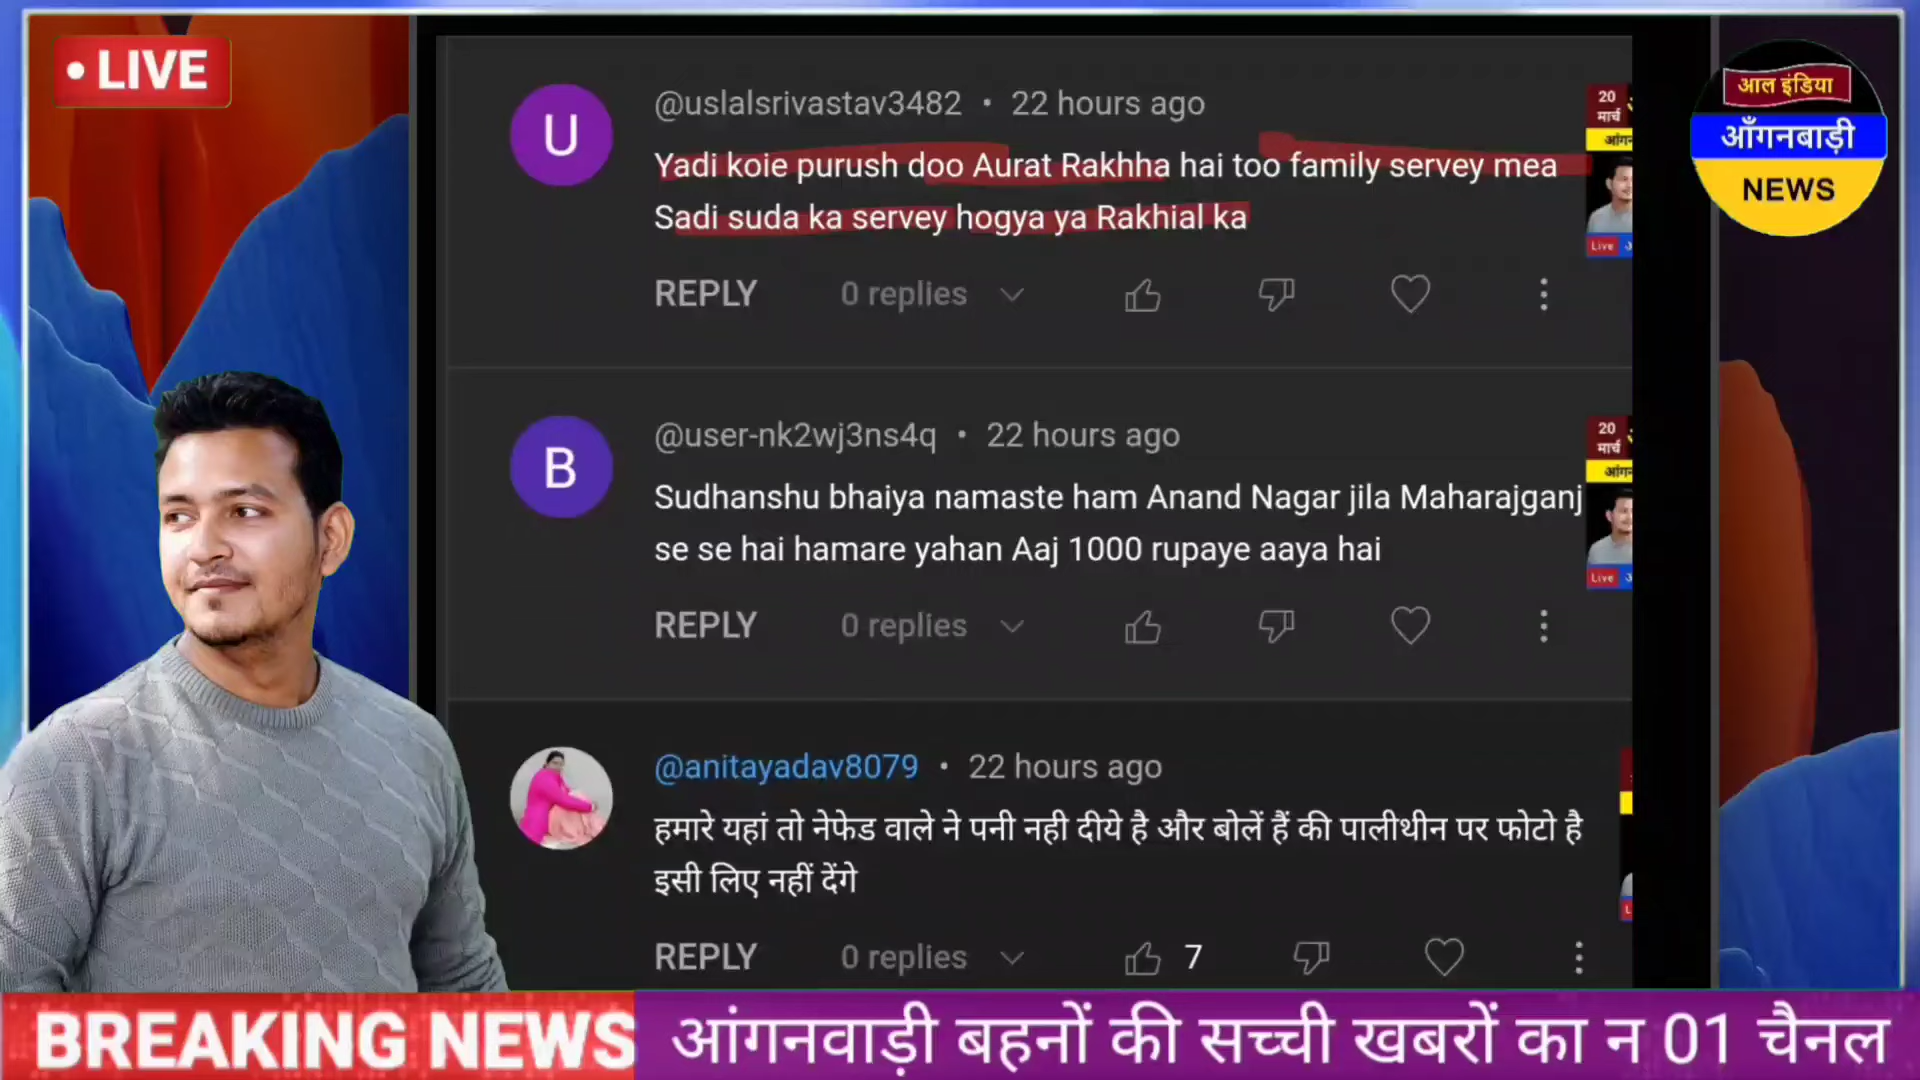 • LIVE
@uslalsrivastav3482 • 22 hours ago
Yadi koie purush doo Aurat Rakhha hai too family servey mea
Sadi suda ka servey hogya ya Rakhial ka
REPLY 0 replies
@user-nk2wj3ns4q • 22 hours ago
Sudhanshu bhaiya namaste ham Anand Nagar jila Maharajganj
se se hai hamare yahan Aaj 1000 rupaye aaya hai
REPLY 0 replies
@anitayadav8079 • 22 hours ago
हमारे यहां तो नेफेड वाले ने पनी नही दीये है और बोलें हैं की पालीथीन पर फोटो है
इसी लिए नहीं देंगे
REPLY 0 replies 7
U
B
20
मार्च
Live
20
मार्च
Live
आल इंडिया
आँगनबाड़ी
NEWS
BREAKING NEWS आंगनवाड़ी बहनों की सच्ची खबरों का न 01 चैनल